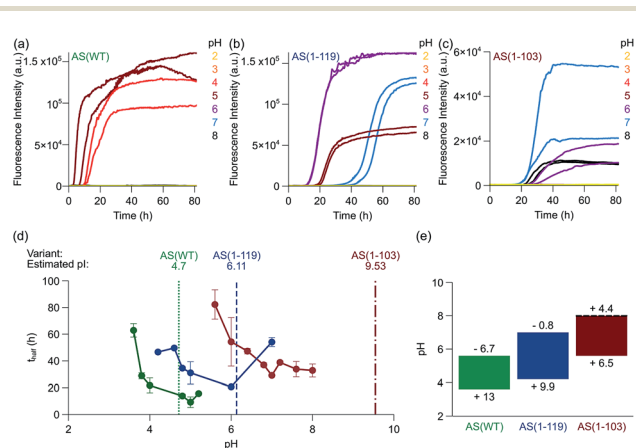 (a)
AS(WT)
pH
2
3
4
5
6
7
8
1.5×10⁵
10⁵
5×10⁴
0
Fluorescence Intensity (a.u.)
0 20 40 60 80
Time (h)
(b)
AS(1-119)
pH
2
3
4
5
6
7
8
1.5×10⁵
10⁵
5×10⁴
0
Fluorescence Intensity (a.u.)
0 20 40 60 80
Time (h)
(c)
AS(1-103)
pH
2
3
4
5
6
7
8
6×10⁴
4×10⁴
2×10⁴
0
Fluorescence Intensity (a.u.)
0 20 40 60 80
Time (h)
(d)
Variant: AS(WT) AS(1-119) AS(1-103)
Estimated pI: 4.7 6.11 9.53
100
80
60
40
20
0
t half (h)
2 4 6 8 10
pH
(e)
10
8
6
4
2
pH
- 6.7
+ 13
- 0.8
+ 9.9
+ 4.4
+ 6.5
AS(WT) AS(1-119) AS(1-103)